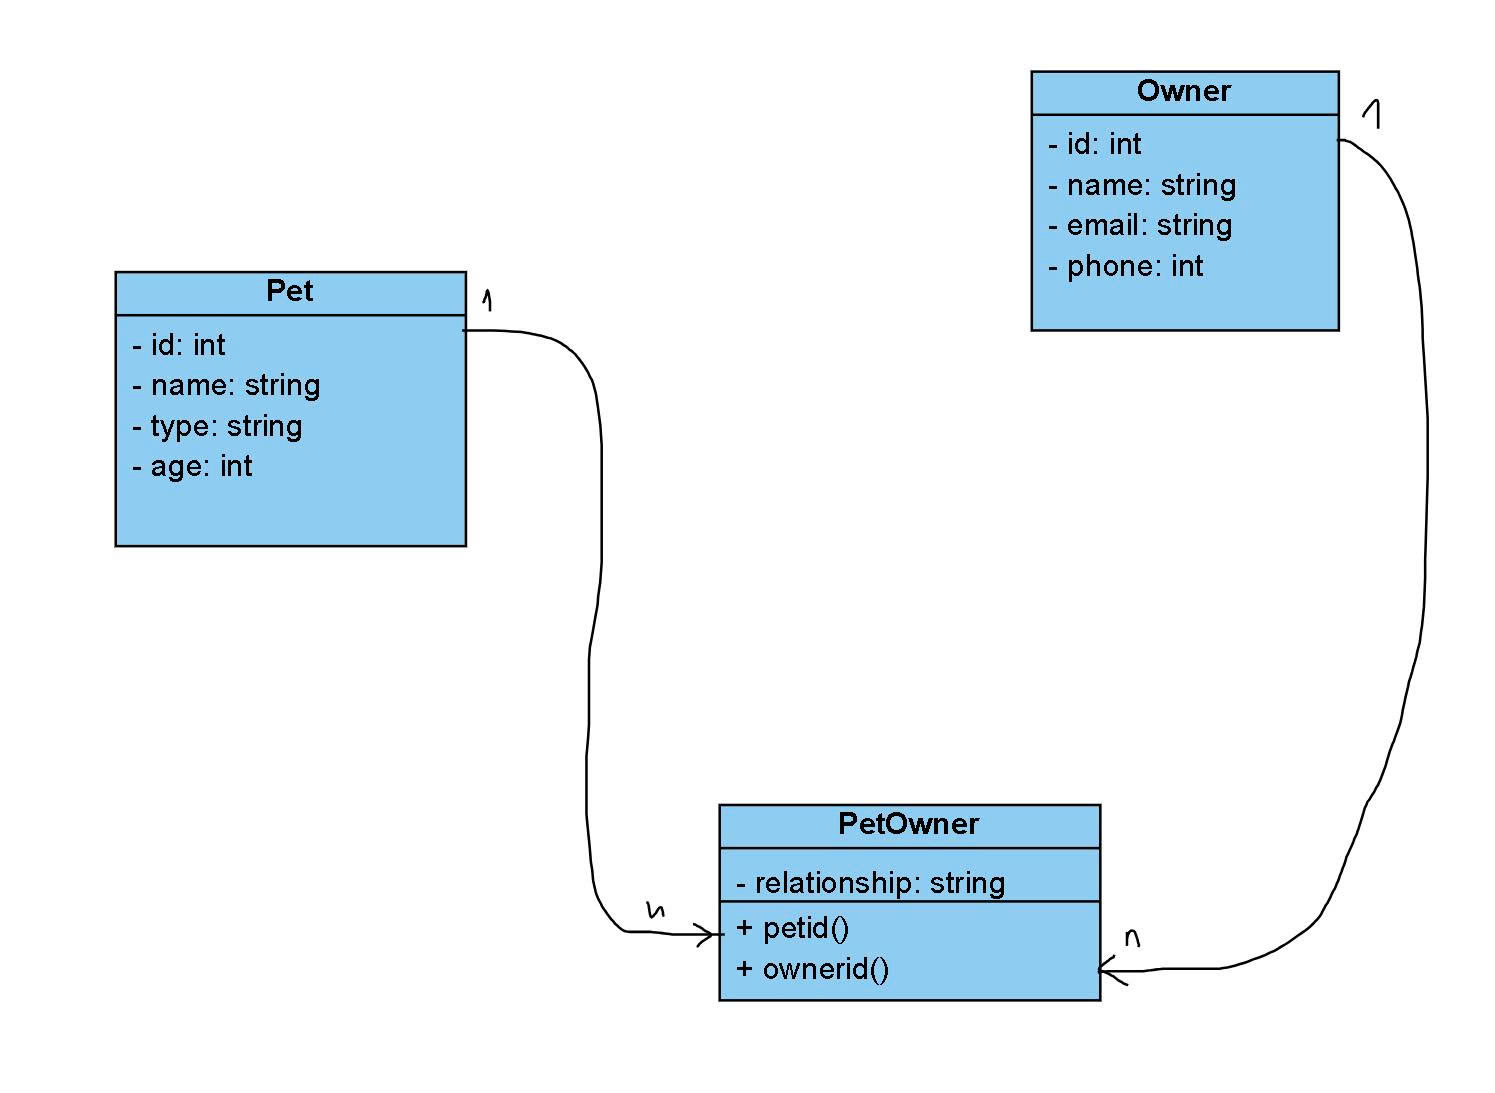 Owner
- id: int
- name: string
- email: string
- phone: int
1
Pet
- id: int
- name: string
- type: string
- age: int
1
PetOwner
- relationship: string
+ petid()
+ ownerid()
n
n